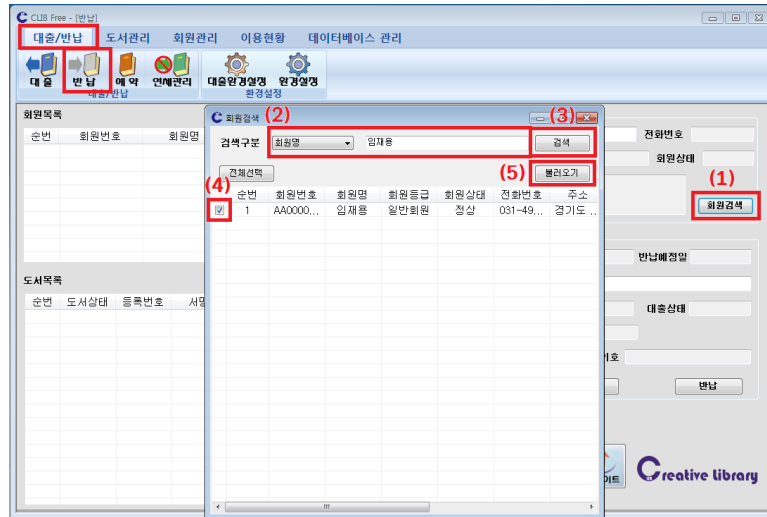 CLIB Free - [반납]
대출/반납 도서관리 회원관리 이용현황 데이터베이스 관리
대출 반납 예약 연체관리 대출환경설정 환경설정
대출/반납 환경설정
회원목록
순번 회원번호 회원명
회원검색 (2) (3)
검색구분 회원명 임재용 검색
전체선택 (5) 불러오기
(4)
순번 회원번호 회원명 회원등급 회원상태 전화번호 주소
1 AA0000... 임재용 일반회원 정상 031-49... 경기도 ..
전화번호
회원상태
(1)
회원검색
도서목록
순번 도서상태 등록번호 서명
반납예정일
대출상태
반납
Creative Library